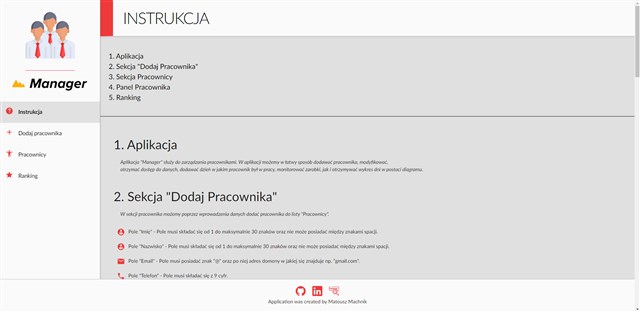 INSTRUKCJA
Manager
Instrukcja
Dodaj pracownika
Pracownicy
Ranking
1. Aplikacja
2. Sekcja "Dodaj Pracownika"
3. Sekcja Pracownicy
4. Panel Pracownika
5. Ranking
1. Aplikacja
Aplikacja "Manager" służy do zarządzania pracownikami. W aplikacji możemy w łatwy sposób dodawać pracownika, modyfikować,
otrzymać dostęp do danych, dodawać dzień w jakim pracownik był w pracy, monitorować zarobki, jak i otrzymywać wykres dni w postaci diagramu.
2. Sekcja "Dodaj Pracownika"
W sekcji pracownika możemy poprzez wprowadzenia danych dodać pracownika do listy "Pracownicy".
Pole "Imię" - Pole musi składać się od 1 do maksymalnie 30 znaków oraz nie może posiadać między znakami spacji.
Pole "Nazwisko" - Pole musi składać się od 1 do maksymalnie 30 znaków oraz nie może posiadać między znakami spacji.
Pole "Email" - Pole musi posiadać znak "@" oraz po niej adres domeny w jakiej się znajduje np. "gmail.com".
Pole "Telefon" - Pole musi składać się z 9 cyfr.
Application was created by Mateusz Machnik